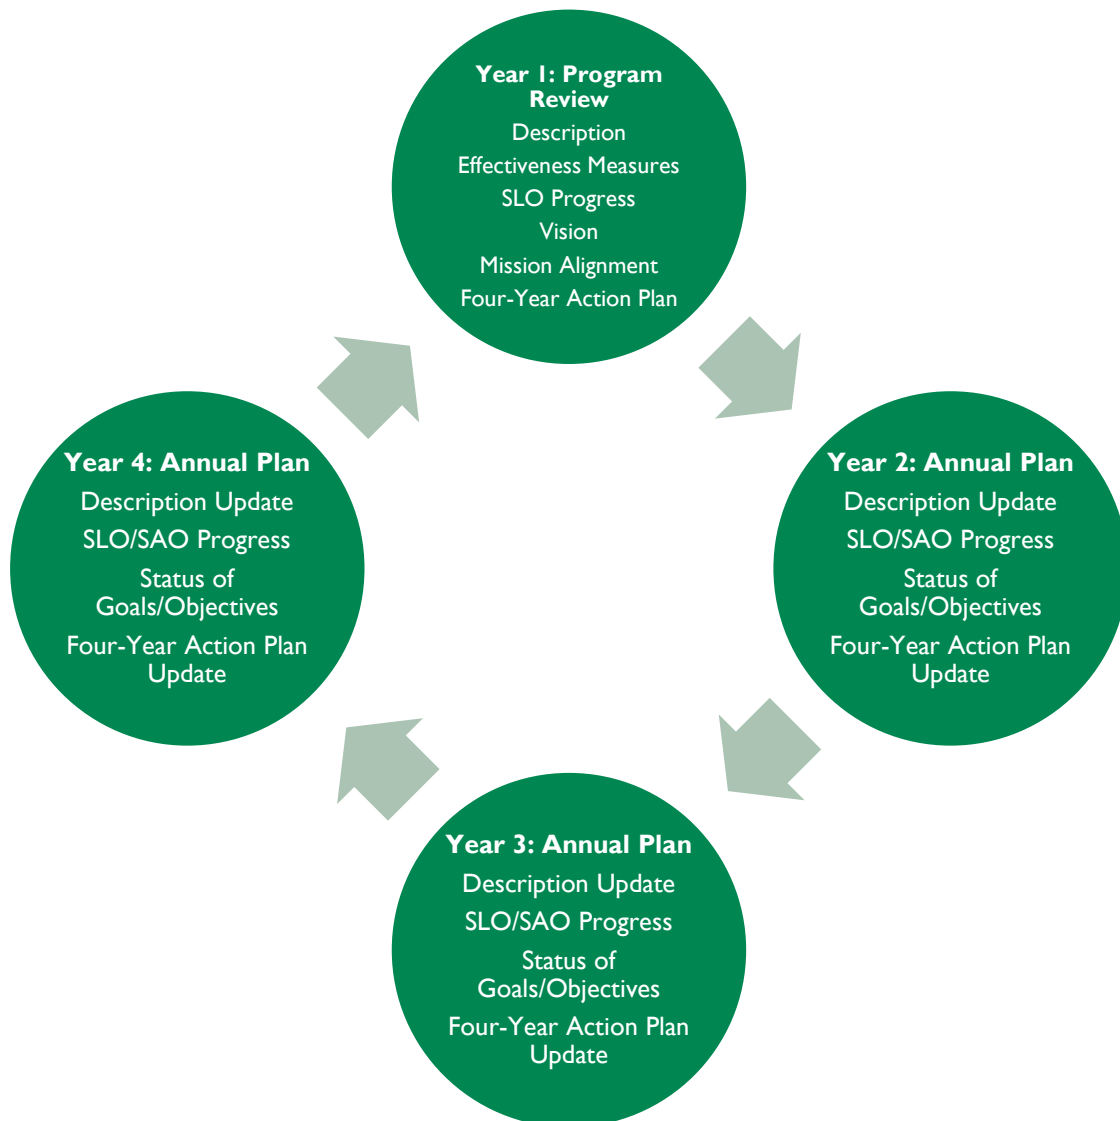 Year 1: Program
Review
Description
Effectiveness Measures
SLO Progress
Vision
Mission Alignment
Four-Year Action Plan
Year 2: Annual Plan
Description Update
SLO/SAO Progress
Status of
Goals/Objectives
Four-Year Action Plan
Update
Year 3: Annual Plan
Description Update
SLO/SAO Progress
Status of
Goals/Objectives
Four-Year Action Plan
Update
Year 4: Annual Plan
Description Update
SLO/SAO Progress
Status of
Goals/Objectives
Four-Year Action Plan
Update